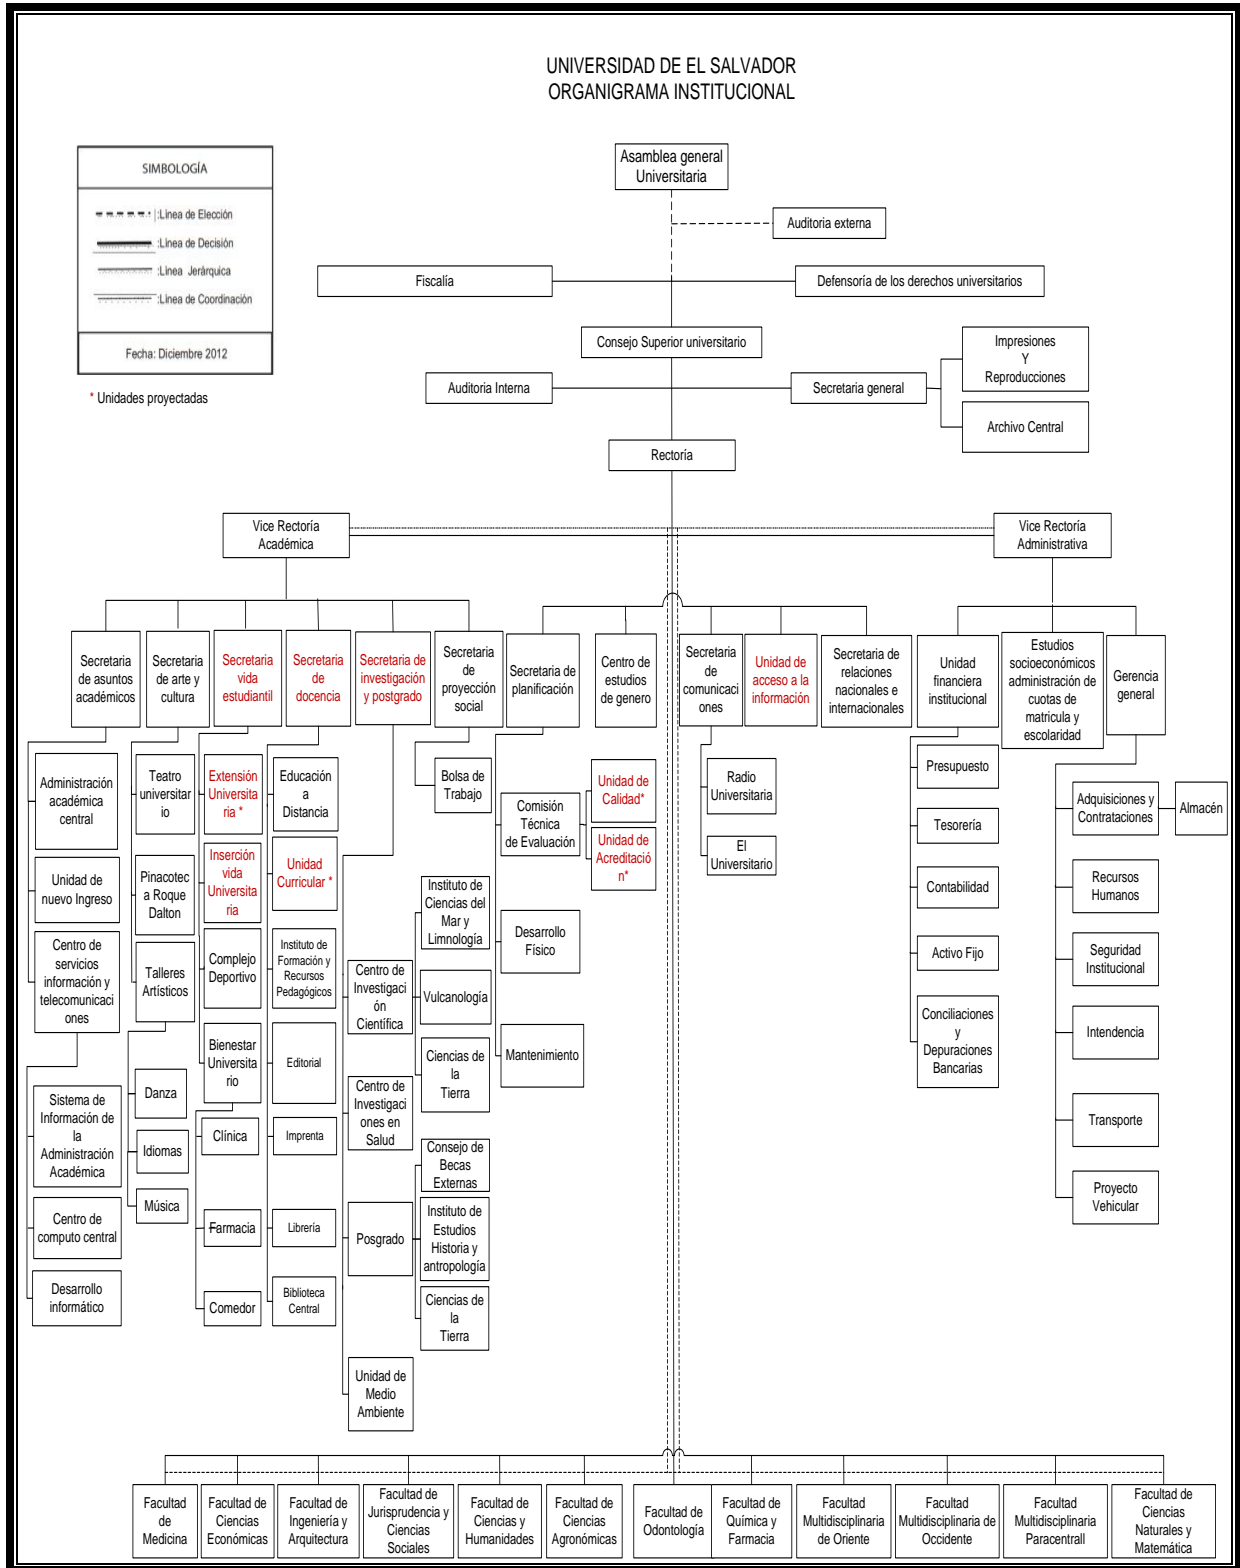 UNIVERSIDAD DE EL SALVADOR
ORGANIGRAMA INSTITUCIONAL
SIMBOLOGÍA
:Linea de Elección
:Linea de Decisión
:Linea Jerárquica
:Linea de Coordinación
Fecha: Diciembre 2012
* Unidades proyectadas
Asamblea general
Universitaria
Auditoria externa
Fiscalía
Defensoría de los derechos universitarios
Consejo Superior universitario
Impresiones
Y
Reproducciones
Auditoria Interna
Secretaria general
Archivo Central
Rectoría
Vice Rectoría
Académica
Vice Rectoría
Administrativa
Secretaria
de asuntos
académicos
Secretaria
de arte y
cultura
Secretaria
vida
estudiantil
Secretaria
de
docencia
Secretaria de
investigación
y postgrado
Secretaria
de
proyección
social
Secretaria de
planificación
Centro de
estudios
de genero
Secretaria
de
comunicaci
ones
Unidad de
acceso a la
información
Secretaria de
relaciones
nacionales e
internacionales
Unidad
financiera
institucional
Estudios
socioeconómicos
administración de
cuotas de
matricula y
escolaridad
Gerencia
general
Administración
académica
central
Unidad de
nuevo Ingreso
Centro de
servicios
información y
telecomunicaci
ones
Sistema de
Información de
la
Administración
Académica
Centro de
computo central
Desarrollo
informático
Teatro
universitar
io
Pinacotec
a Roque
Dalton
Talleres
Artísticos
Danza
Idiomas
Música
Extensión
Universita
ria *
Inserción
vida
Universita
ria
Complejo
Deportivo
Bienestar
Universita
rio
Clínica
Farmacia
Comedor
Educación
a
Distancia
Unidad
Curricular *
Instituto de
Formación y
Recursos
Pedagógicos
Editorial
Imprenta
Librería
Biblioteca
Central
Centro de
Investigaci
ón
Científica
Centro de
Investigaci
ones en
Salud
Posgrado
Unidad de
Medio
Ambiente
Instituto de
Ciencias del
Mar y
Limnología
Vulcanología
Ciencias de
la
Tierra
Consejo de
Becas
Externas
Instituto de
Estudios
Historia y
antropología
Ciencias de
la
Tierra
Bolsa de
Trabajo
Comisión
Técnica
de Evaluación
Unidad de
Calidad*
Unidad de
Acreditació
n*
Desarrollo
Físico
Mantenimiento
Radio
Universitaria
El
Universitario
Presupuesto
Tesorería
Contabilidad
Activo Fijo
Conciliaciones
y
Depuraciones
Bancarias
Adquisiciones y
Contrataciones
Almacén
Recursos
Humanos
Seguridad
Institucional
Intendencia
Transporte
Proyecto
Vehicular
Facultad
de
Medicina
Facultad de
Ciencias
Económicas
Facultad de
Ingeniería y
Arquitectura
Facultad de
Jurisprudencia y
Ciencias
Sociales
Facultad de
Ciencias y
Humanidades
Facultad de
Ciencias
Agronómicas
Facultad de
Odontología
Facultad de
Química y
Farmacia
Facultad
Multidisciplinaria
de Oriente
Facultad
Multidisciplinaria de
Occidente
Facultad
Multidisciplinaria
Paracentrall
Facultad de
Ciencias
Naturales y
Matemática